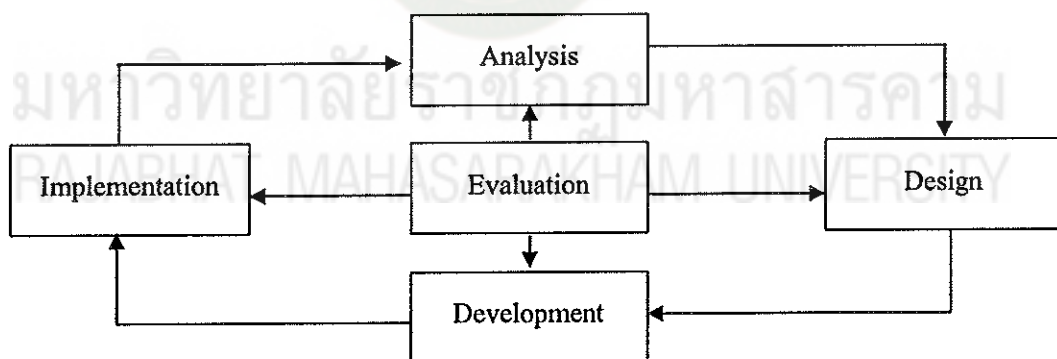 Analysis
มหาวิทยาลัยราชภัฏมหาสารคาม
Implementation
Evaluation
Design
RAJABHAT MAHASARAKHAM UNIVERSITY
Development